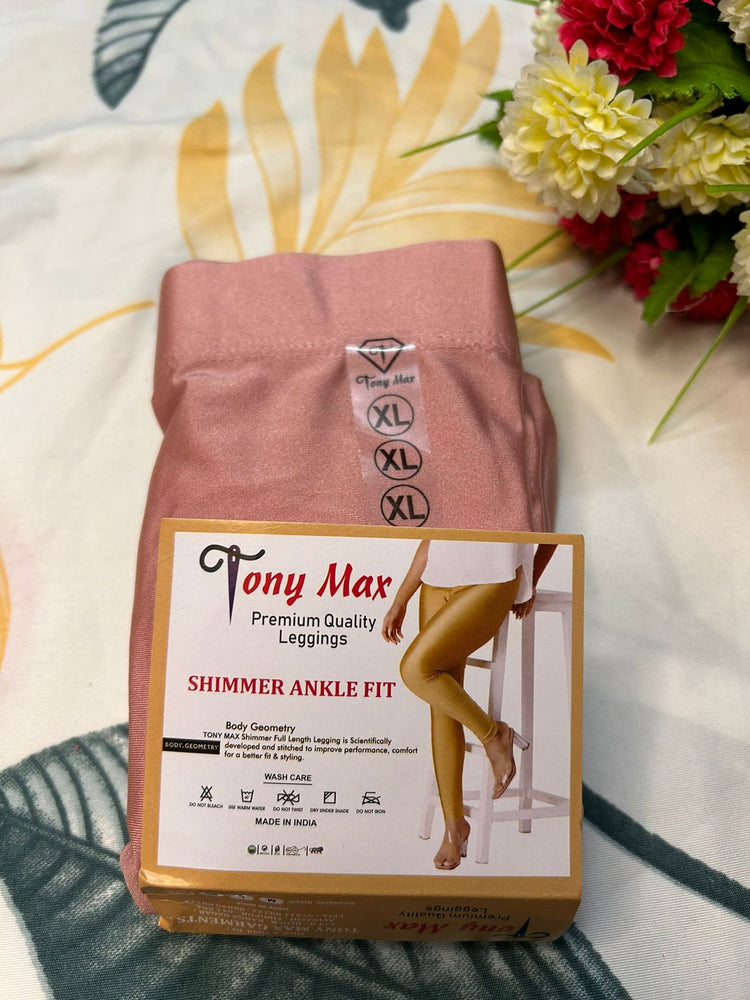 Tony Max
XL
XL
XL
Tony Max
Premium Quality
Leggings
SHIMMER ANKLE FIT
Body Geometry
TONY MAX Shimmer Full Length Legging is Scientifically
BODY.GEOMETRY
developed and stitched to improve performance, comfort
for a better fit & styling.
WASH CARE
DO NOT BLEACH USE WARM WATER DO NOT TWIST DRY UNDER SHADE DO NOT IRON
MADE IN INDIA
Premium Quality
Leggings
Tony Max
TONY MAX GARMENTS.